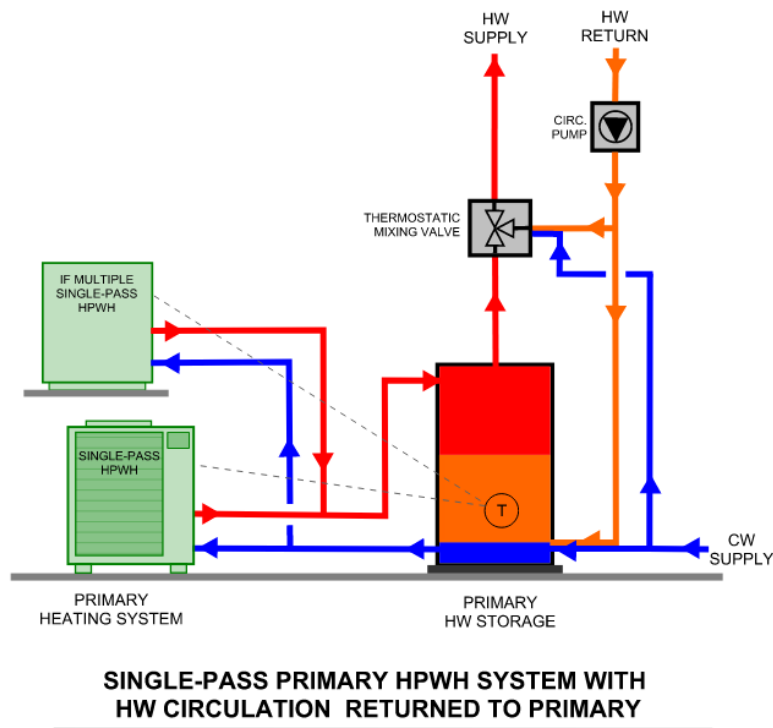 HW
SUPPLY
HW
RETURN
CIRC.
PUMP
THERMOSTATIC
MIXING VALVE
IF MULTIPLE
SINGLE-PASS
HPWH
SINGLE-PASS
HPWH
T
CW
SUPPLY
PRIMARY
HEATING SYSTEM
PRIMARY
HW STORAGE
SINGLE-PASS PRIMARY HPWH SYSTEM WITH
HW CIRCULATION RETURNED TO PRIMARY